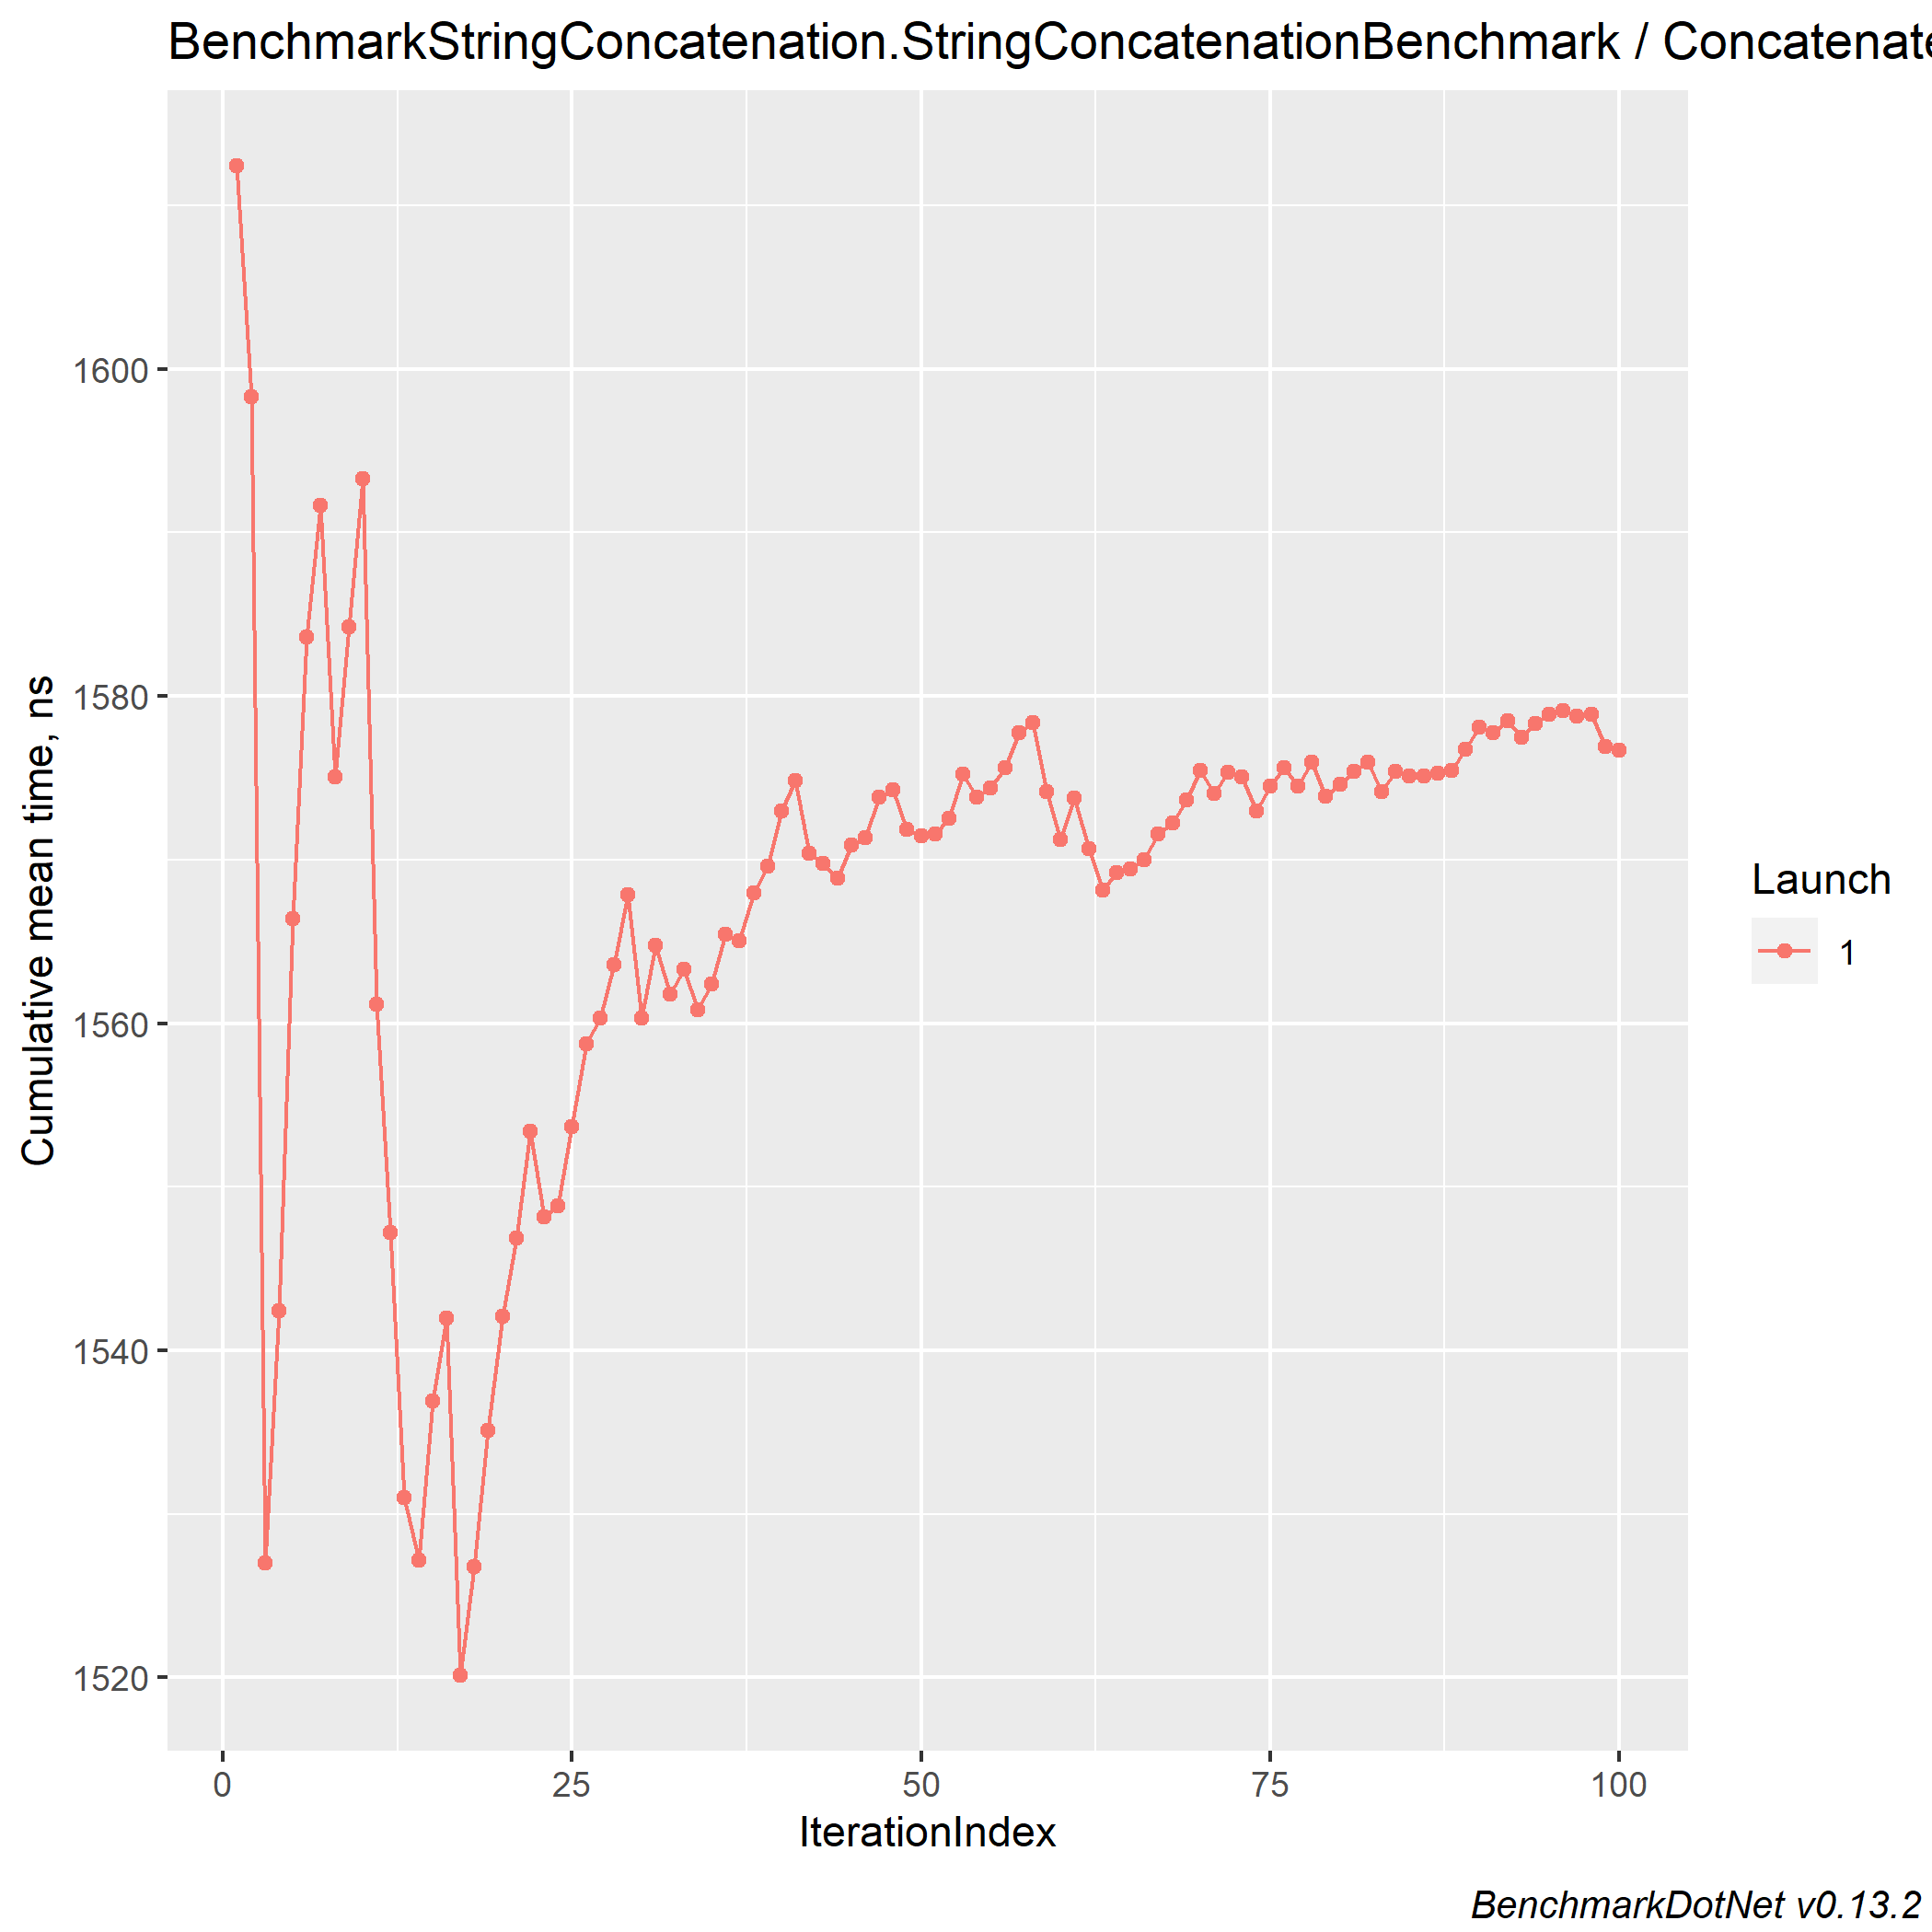 BenchmarkStringConcatenation.StringConcatenationBenchmark / Concatenate
Cumulative mean time, ns
1600
1580
1560
1540
1520
0 25 50 75 100
IterationIndex
Launch
1
BenchmarkDotNet v0.13.2